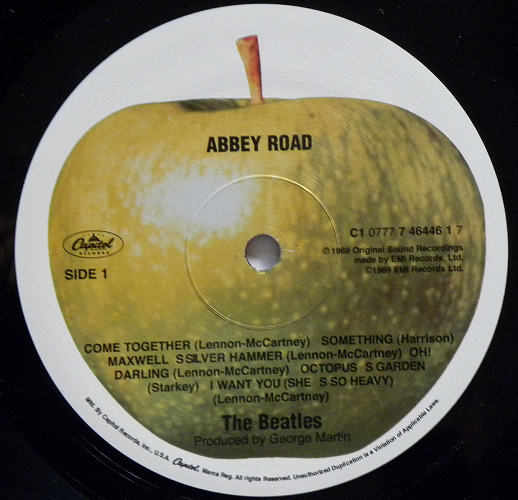 ABBEY ROAD
C1 0777 7 46446 1 7
℗ 1969 Original Sound Recordings
made by EMI Records, Ltd.
©1969 EMI Records Ltd.
Capitol
RECORDS
SIDE 1
COME TOGETHER (Lennon-McCartney) SOMETHING (Harrison)
MAXWELL S SILVER HAMMER (Lennon-McCartney) OH!
DARLING (Lennon-McCartney) OCTOPUS S GARDEN
(Starkey) I WANT YOU (SHE S SO HEAVY)
(Lennon-McCartney)
The Beatles
Produced by George Martin
Mfd. By Capitol Records, Inc., U.S.A. Capitol. Marca Reg. All rights Reserved. Unauthorized Duplication is a Violation of Applicable Laws.